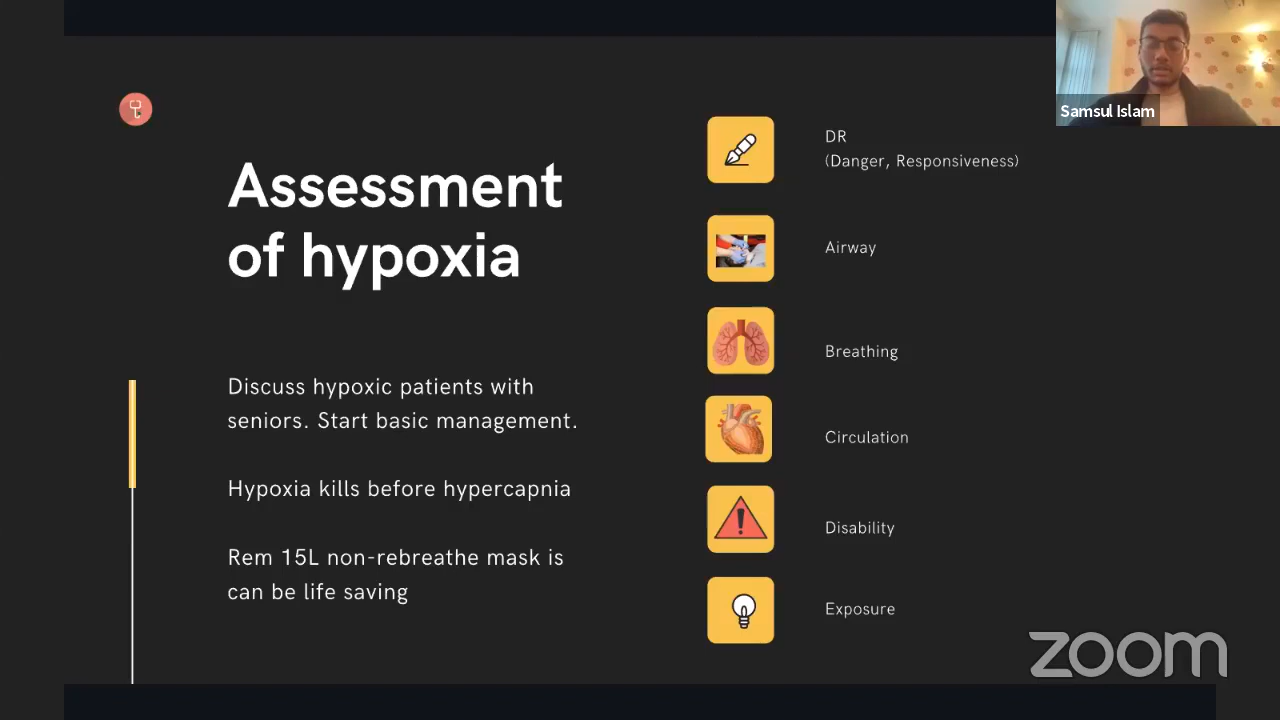 Assessment
of hypoxia
Discuss hypoxic patients with
seniors. Start basic management.
Hypoxia kills before hypercapnia
Rem 15L non-rebreathe mask is
can be life saving
DR
(Danger, Responsiveness)
Airway
Breathing
Circulation
Disability
Exposure
Samsul Islam
zoom